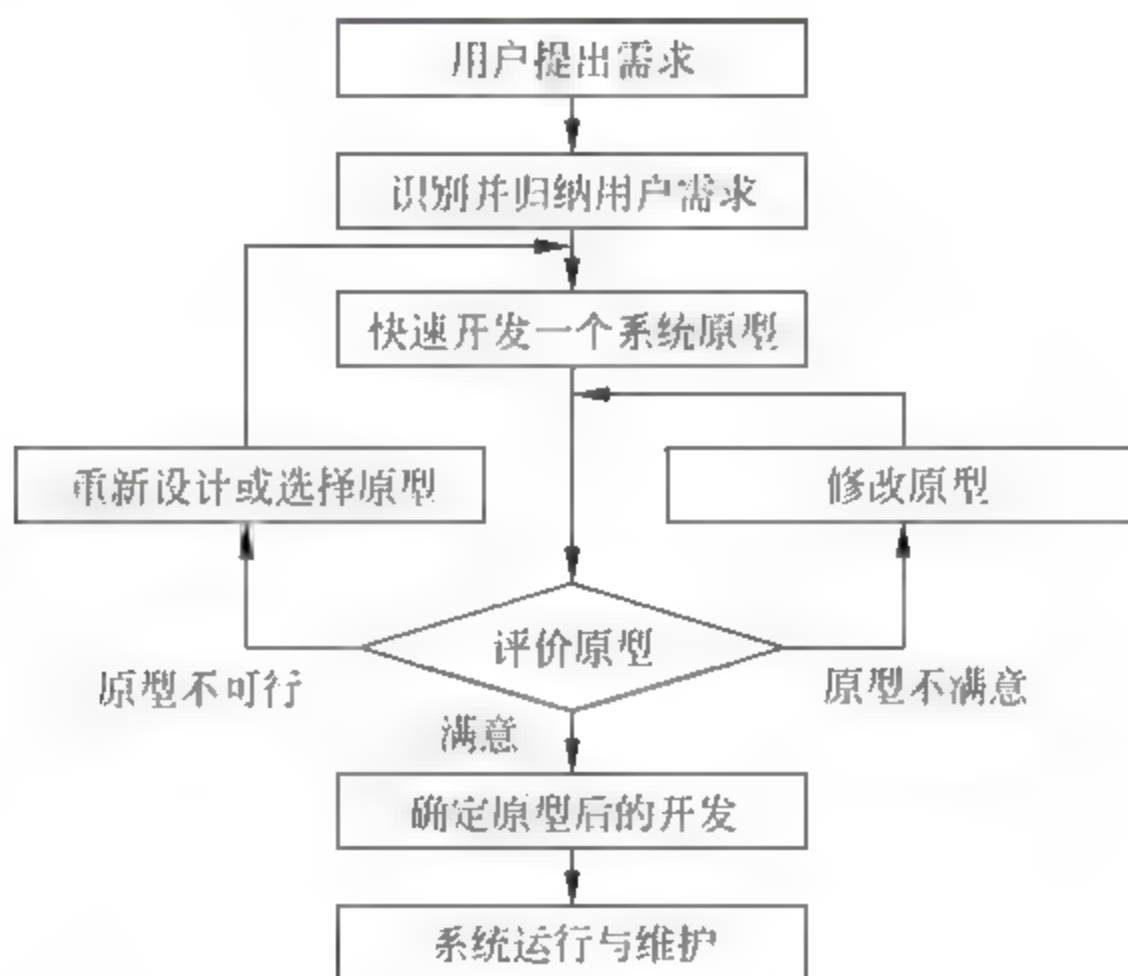 用户提出需求
识别并归纳用户需求
快速开发一个系统原型
重新设计或选择原型
修改原型
评价原型
原型不可行
原型不满意
满意
确定原型后的开发
系统运行与维护